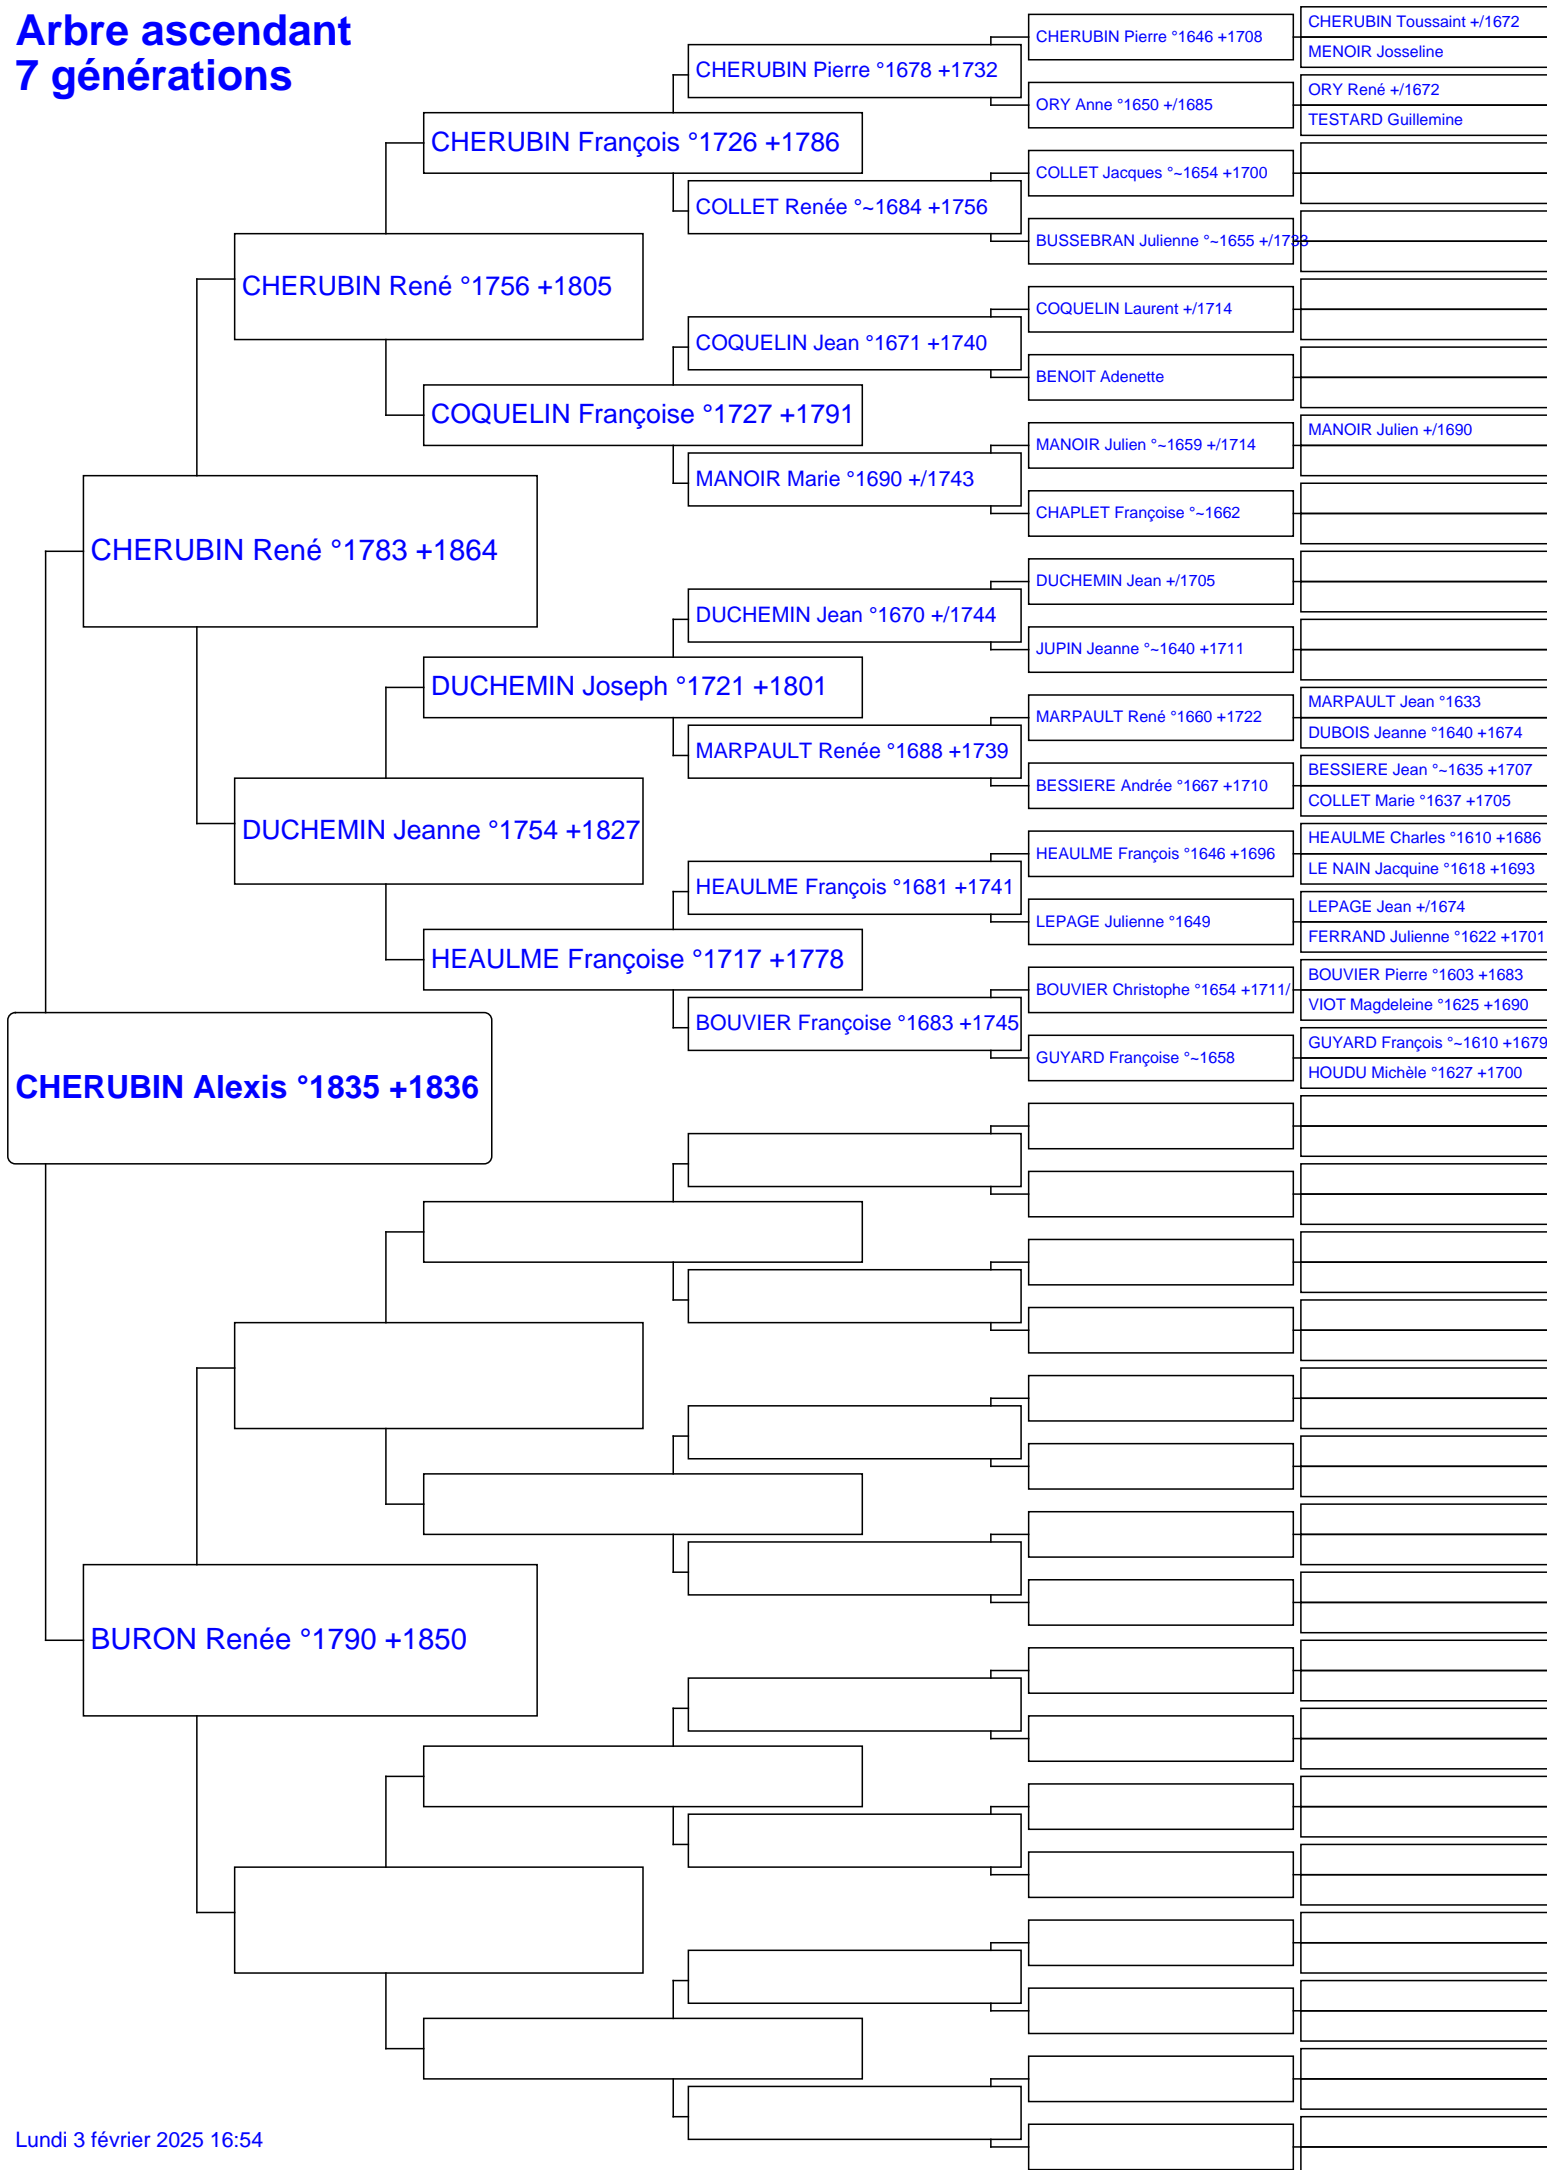 Arbre ascendant
7 générations
CHERUBIN Alexis °1835 +1836
CHERUBIN René °1783 +1864
BURON Renée °1790 +1850
CHERUBIN René °1756 +1805
DUCHEMIN Jeanne °1754 +1827
CHERUBIN François °1726 +1786
COQUELIN Françoise °1727 +1791
DUCHEMIN Joseph °1721 +1801
HEAULME Françoise °1717 +1778
CHERUBIN Pierre °1678 +1732
COLLET Renée °~1684 +1756
COQUELIN Jean °1671 +1740
MANOIR Marie °1690 +/1743
DUCHEMIN Jean °1670 +/1744
MARPAULT Renée °1688 +1739
HEAULME François °1681 +1741
BOUVIER Françoise °1683 +1745
CHERUBIN Pierre °1646 +1708
ORY Anne °1650 +/1685
COLLET Jacques °~1654 +1700
BUSSEBRAN Julienne °~1655 +/1733
COQUELIN Laurent +/1714
BENOIT Adenette
MANOIR Julien °~1659 +/1714
CHAPLET Françoise °~1662
DUCHEMIN Jean +/1705
JUPIN Jeanne °~1640 +1711
MARPAULT René °1660 +1722
BESSIERE Andrée °1667 +1710
HEAULME François °1646 +1696
LEPAGE Julienne °1649
BOUVIER Christophe °1654 +1711/
GUYARD Françoise °~1658
CHERUBIN Toussaint +/1672
MENOIR Josseline
ORY René +/1672
TESTARD Guillemine
MANOIR Julien +/1690
MARPAULT Jean °1633
DUBOIS Jeanne °1640 +1674
BESSIERE Jean °~1635 +1707
COLLET Marie °1637 +1705
HEAULME Charles °1610 +1686
LE NAIN Jacquine °1618 +1693
LEPAGE Jean +/1674
FERRAND Julienne °1622 +1701
BOUVIER Pierre °1603 +1683
VIOT Magdeleine °1625 +1690
GUYARD François °~1610 +1679
HOUDU Michèle °1627 +1700
Lundi 3 février 2025 16:54